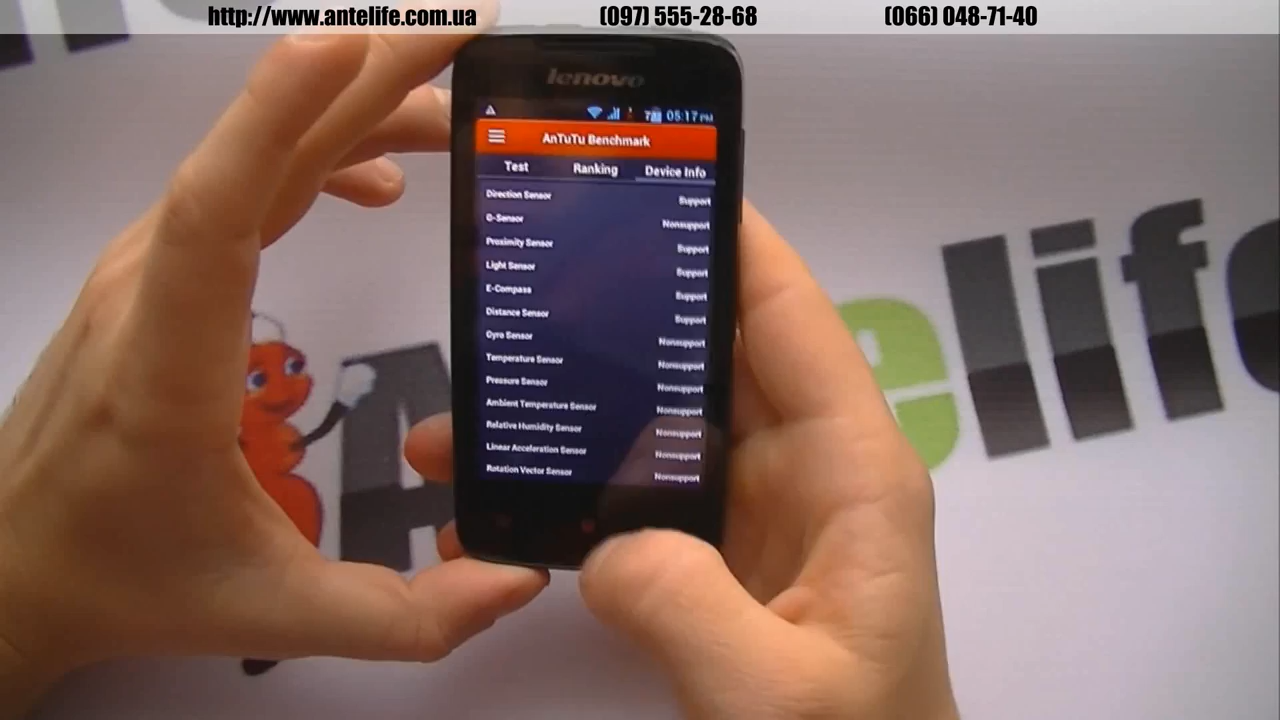 http://www.antelife.com.ua (097) 555-28-68 (066) 048-71-40
lenovo
05:17 PM
AnTuTu Benchmark
Test Ranking Device Info
Direction Sensor Support
G-Sensor Nonsupport
Proximity Sensor Support
Light Sensor Support
E-Compass Support
Distance Sensor Support
Gyro Sensor Nonsupport
Temperature Sensor Nonsupport
Pressure Sensor Nonsupport
Ambient Temperature Sensor Nonsupport
Relative Humidity Sensor Nonsupport
Linear Acceleration Sensor Nonsupport
Rotation Vector Sensor Nonsupport
A elife